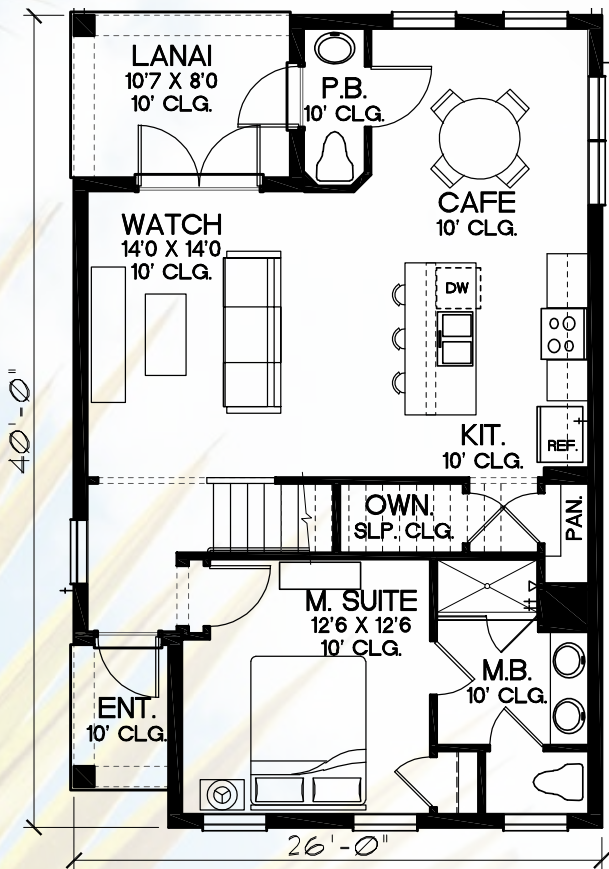 LANAI
10'7 X 8'0
10' CLG.
P.B.
10' CLG.
CAFE
10' CLG.
WATCH
14'0 X 14'0
10' CLG.
DW
40'-0"
KIT.
10' CLG.
REF.
OWN.
SLP. CLG.
PAN.
M. SUITE
12'6 X 12'6
10' CLG.
M.B.
10' CLG.
ENT.
10' CLG.
26'-0"